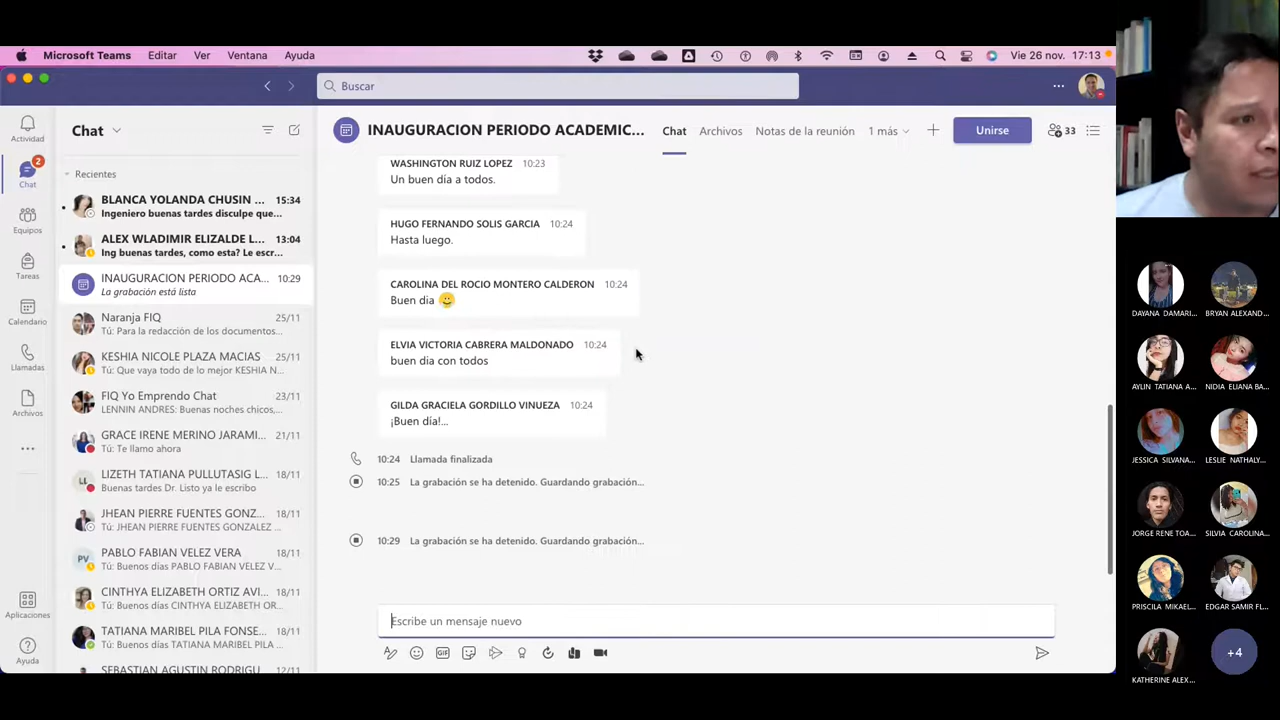 Microsoft Teams Editar Ver Ventana Ayuda
Vie 26 nov. 17:13
Buscar
Actividad
2
Chat
Equipos
Tareas
Calendario
Llamadas
Archivos
Aplicaciones
Ayuda
Chat
Recientes
BLANCA YOLANDA CHUSIN ... 15:34
Ingeniero buenas tardes disculpe que...
ALEX WLADIMIR ELIZALDE L... 13:04
Ing buenas tardes, como esta? Le escr...
INAUGURACION PERIODO ACA... 10:29
La grabación está lista
Naranja FIQ 25/11
Tú: Para la redacción de los documentos...
KESHIA NICOLE PLAZA MACIAS 25/11
Tú: Que vaya todo de lo mejor KESHIA N...
FIQ Yo Emprendo Chat 23/11
LENNIN ANDRES: Buenas noches chicos,...
GRACE IRENE MERINO JARAMI... 21/11
Tú: Te llamo ahora
LL
LIZETH TATIANA PULLUTASIG L... 18/11
Buenas tardes Dr. Listo ya le escribo
JHEAN PIERRE FUENTES GONZ... 18/11
Tú: JHEAN PIERRE FUENTES GONZALEZ ...
PV
PABLO FABIAN VELEZ VERA 18/11
Tú: Buenos días PABLO FABIAN VELEZ V...
CINTHYA ELIZABETH ORTIZ AVI... 18/11
Tú: Buenos días CINTHYA ELIZABETH OR...
TATIANA MARIBEL PILA FONSE... 18/11
Tú: Buenos días TATIANA MARIBEL PILA ...
SEBASTIAN AGUSTIN RODRIGU... 12/11
INAUGURACION PERIODO ACADEMIC... Chat Archivos Notas de la reunión 1 más Unirse 33
WASHINGTON RUIZ LOPEZ 10:23
Un buen día a todos.
HUGO FERNANDO SOLIS GARCIA 10:24
Hasta luego.
CAROLINA DEL ROCIO MONTERO CALDERON 10:24
Buen dia
ELVIA VICTORIA CABRERA MALDONADO 10:24
buen dia con todos
GILDA GRACIELA GORDILLO VINUEZA 10:24
¡Buen día!...
10:24 Llamada finalizada
10:25 La grabación se ha detenido. Guardando grabación...
10:29 La grabación se ha detenido. Guardando grabación...
Escribe un mensaje nuevo
GIF
DAYANA DAMARI... BRYAN ALEXAND...
AYLIN TATIANA A... NIDIA ELIANA BA...
JESSICA SILVANA... LESLIE NATHALY...
JORGE RENE TOA... SILVIA CAROLINA...
PRISCILA MIKAEL... EDGAR SAMIR FL...
KATHERINE ALEX... +4